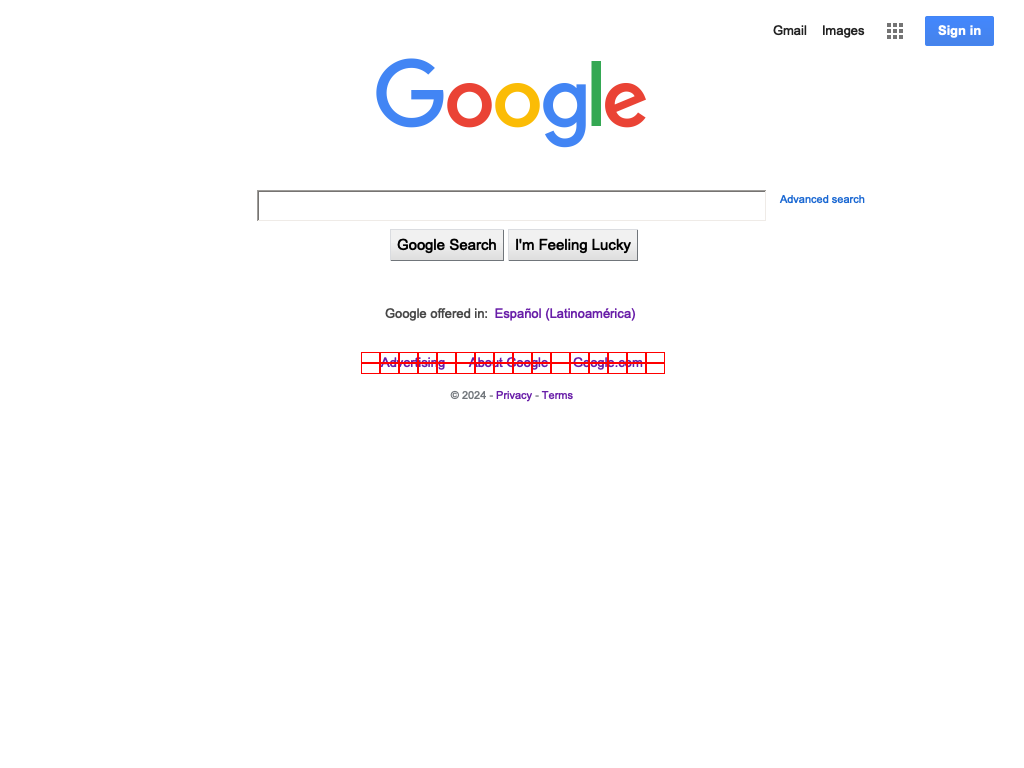 Gmail Images Sign in
Google
Advanced search
Google Search I'm Feeling Lucky
Google offered in: Español (Latinoamérica)
Advertising About Google Google.com
© 2024 - Privacy - Terms